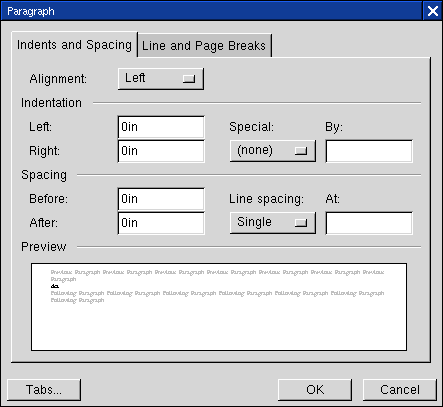 Paragraph
Indents and Spacing Line and Page Breaks
Alignment: Left
Indentation
Left: 0in Special: By:
Right: 0in (none)
Spacing
Before: 0in Line spacing: At:
After: 0in Single
Preview
Previous Paragraph Previous Paragraph Previous Paragraph Previous Paragraph Previous Paragraph Previous Paragraph Previous
Paragraph
Following Paragraph Following Paragraph Following Paragraph Following Paragraph Following Paragraph Following Paragraph
Following Paragraph
Tabs... OK Cancel